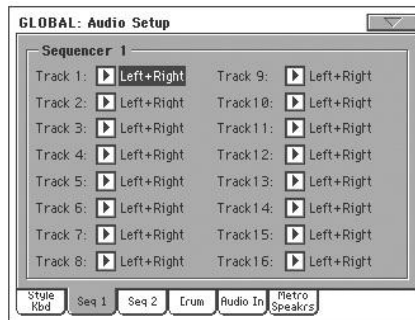 GLOBAL: Audio Setup
Sequencer 1
Track 1: Left+Right
Track 2: Left+Right
Track 3: Left+Right
Track 4: Left+Right
Track 5: Left+Right
Track 6: Left+Right
Track 7: Left+Right
Track 8: Left+Right
Track 9: Left+Right
Track10: Left+Right
Track11: Left+Right
Track12: Left+Right
Track13: Left+Right
Track14: Left+Right
Track15: Left+Right
Track16: Left+Right
Style Kbd
Seq 1
Seq 2
Drum
Audio In
Metro Speakrs